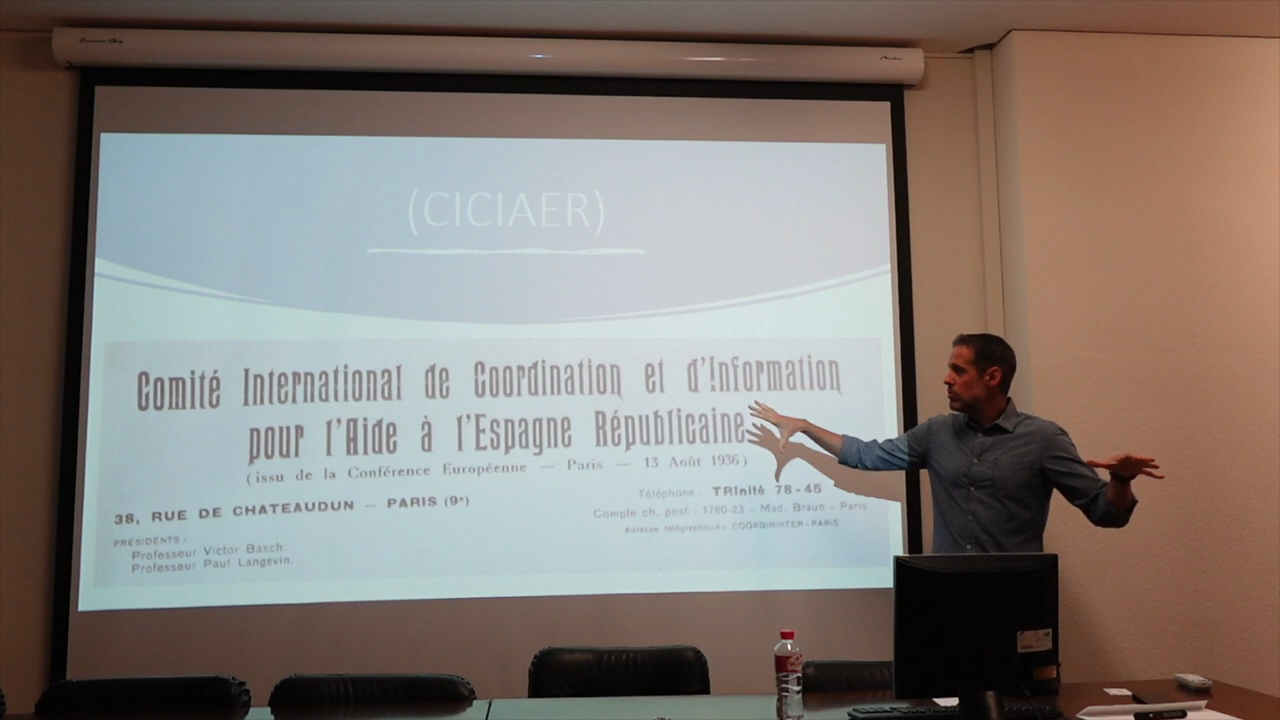 (CICIAER)
Comité International de Coordination et d'Information
pour l'Aide à l'Espagne Républicaine
(issu de la Conférence Européenne — Paris — 13 Août 1936)
38, RUE DE CHATEAUDUN — PARIS (9e)
Téléphone : TRInité 78-45
Compte ch. post. : 1780-23 - Mad. Braun - Paris
Adresse télégraphique : COORDININTER-PARIS
PRÉSIDENTS :
Professeur Victor Basch.
Professeur Paul Langevin.